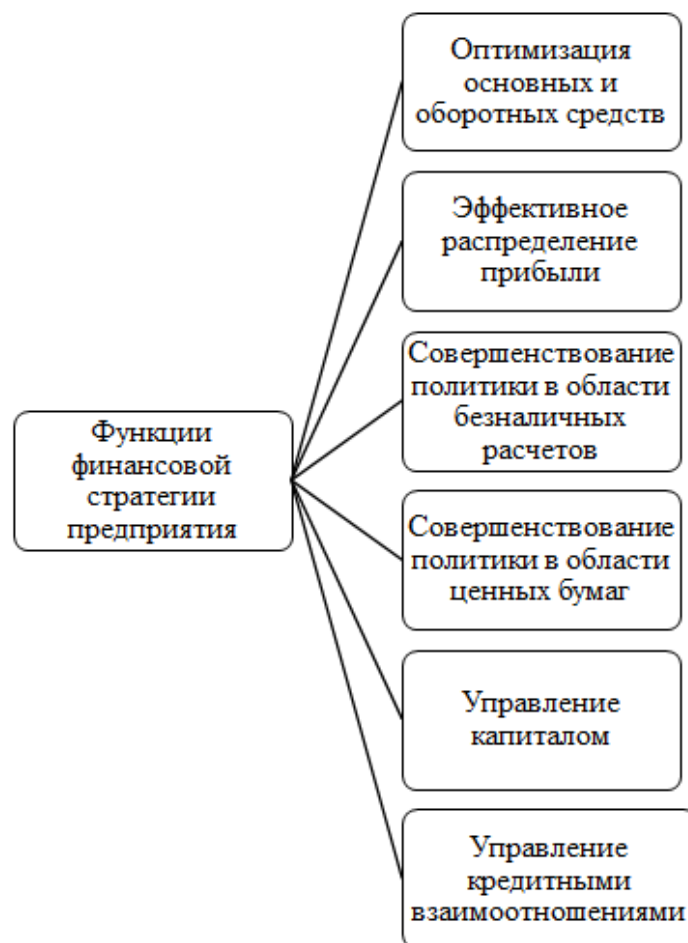 Оптимизация
основных и
оборотных средств
Эффективное
распределение
прибыли
Совершенствование
политики в области
безналичных
расчетов
Функции
финансовой
стратегии
предприятия
Совершенствование
политики в области
ценных бумаг
Управление
капиталом
Управление
кредитными
взаимоотношениями